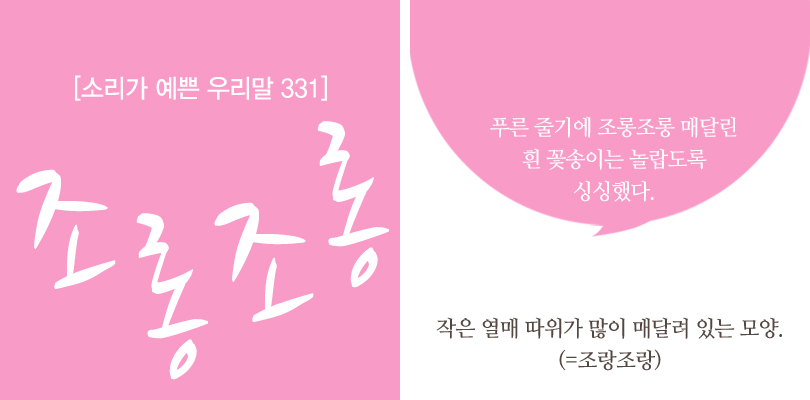 [소리가 예쁜 우리말 331]
조롱조롱
푸른 줄기에 조롱조롱 매달린
흰 꽃송이는 놀랍도록
싱싱했다.
작은 열매 따위가 많이 매달려 있는 모양.
(=조랑조랑)